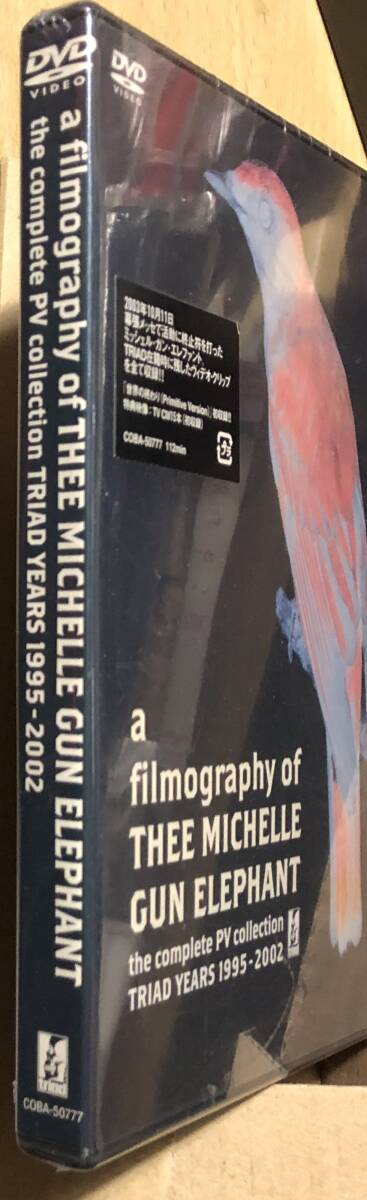 DVD
VIDEO
a filmography of THEE MICHELLE GUN ELEPHANT
the complete PV collection TRIAD YEARS 1995-2002
triad
COBA-50777
DVD
VIDEO
2003年10月11日
幕張メッセで活動に終止符を打った
ミッシェル・ガン・エレファント。
TRIAD在籍時に残したヴィデオ・クリップ
を全て収録!!
「世界の終わり (Primitive Version)」初収録!!
特典映像:TV CM15本 (初収録)
COBA-50777 112min
プラ
a
filmography of
THEE MICHELLE
GUN ELEPHANT
the complete PV collection
TRIAD YEARS 1995-2002